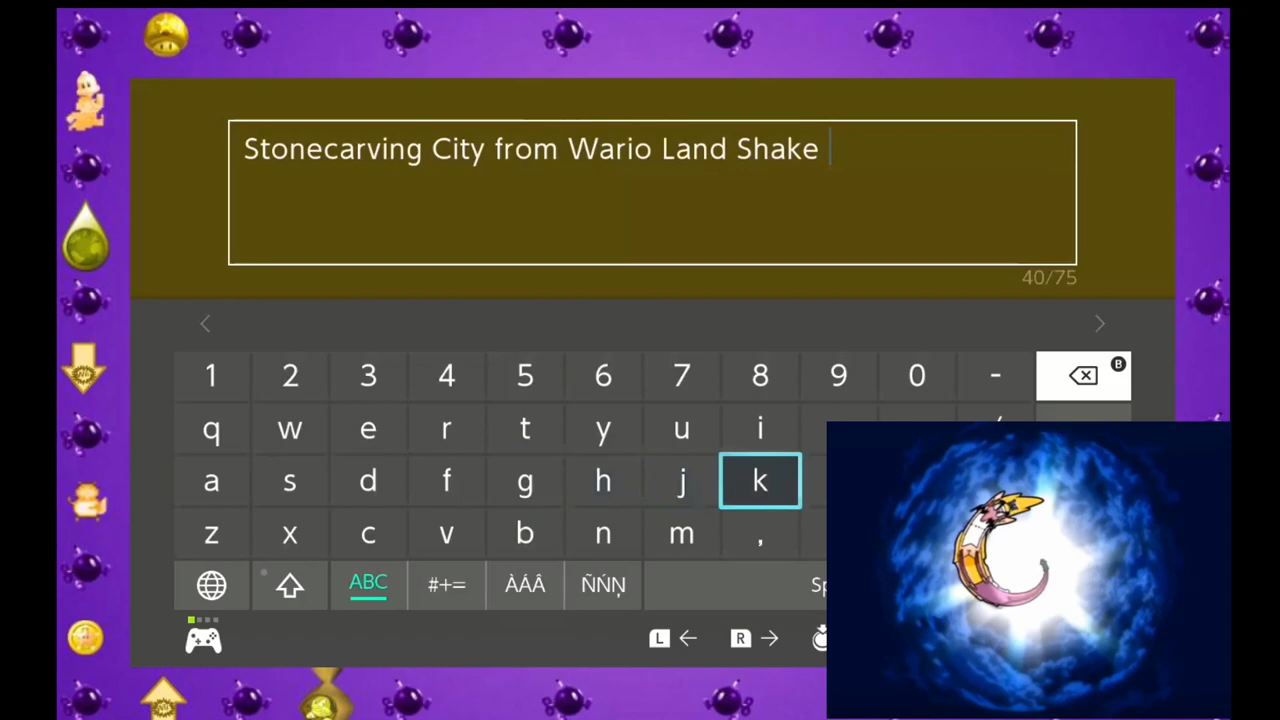 Stonecarving City from Wario Land Shake
40/75
1 2 3 4 5 6 7 8 9 0 -
B
q w e r t y u i
a s d f g h j k
z x c v b n m ,
ABC #+= ÀÁÂ ÑŃŅ
L R